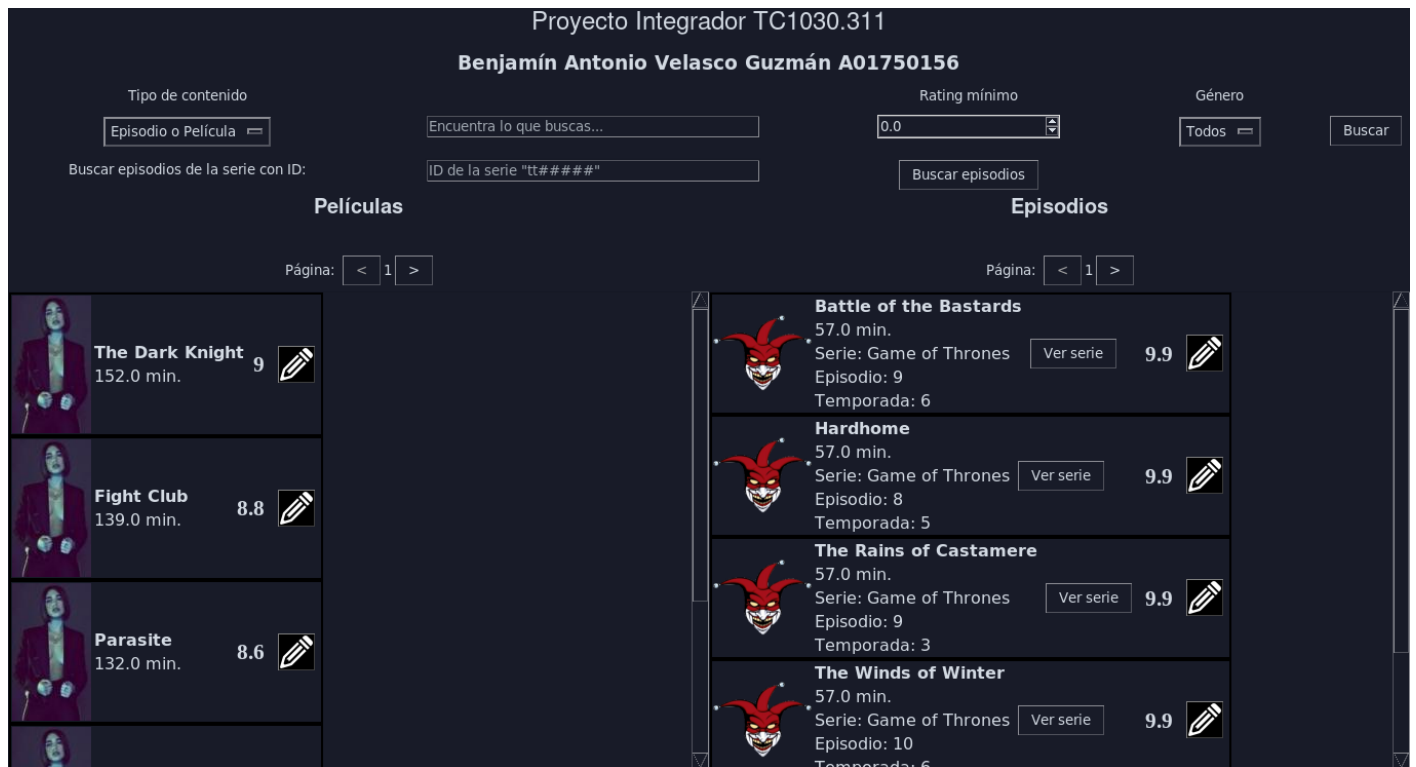 Proyecto Integrador TC1030.311
Benjamín Antonio Velasco Guzmán A01750156
Tipo de contenido
Rating mínimo
Género
Episodio o Película
Encuentra lo que buscas...
0.0
Todos
Buscar
Buscar episodios de la serie con ID:
ID de la serie "tt#####"
Buscar episodios
Películas
Página: < 1 >
The Dark Knight
152.0 min.
9
Fight Club
139.0 min.
8.8
Parasite
132.0 min.
8.6
Episodios
Página: < 1 >
Battle of the Bastards
57.0 min.
Serie: Game of Thrones
Episodio: 9
Temporada: 6
Ver serie
9.9
Hardhome
57.0 min.
Serie: Game of Thrones
Episodio: 8
Temporada: 5
Ver serie
9.9
The Rains of Castamere
57.0 min.
Serie: Game of Thrones
Episodio: 9
Temporada: 3
Ver serie
9.9
The Winds of Winter
57.0 min.
Serie: Game of Thrones
Episodio: 10
Temporada: 6
Ver serie
9.9